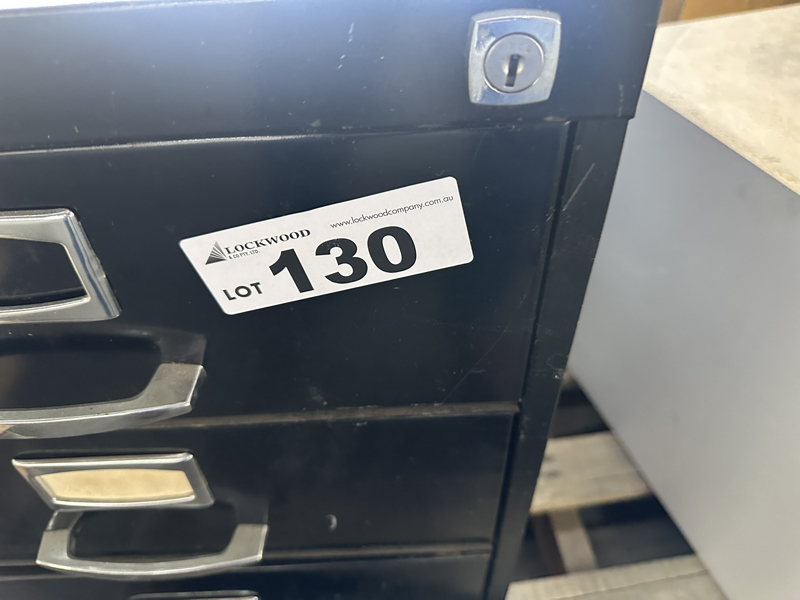 LOCKWOOD
& CO PTY. LTD.
www.lockwoodcompany.com.au
LOT 130